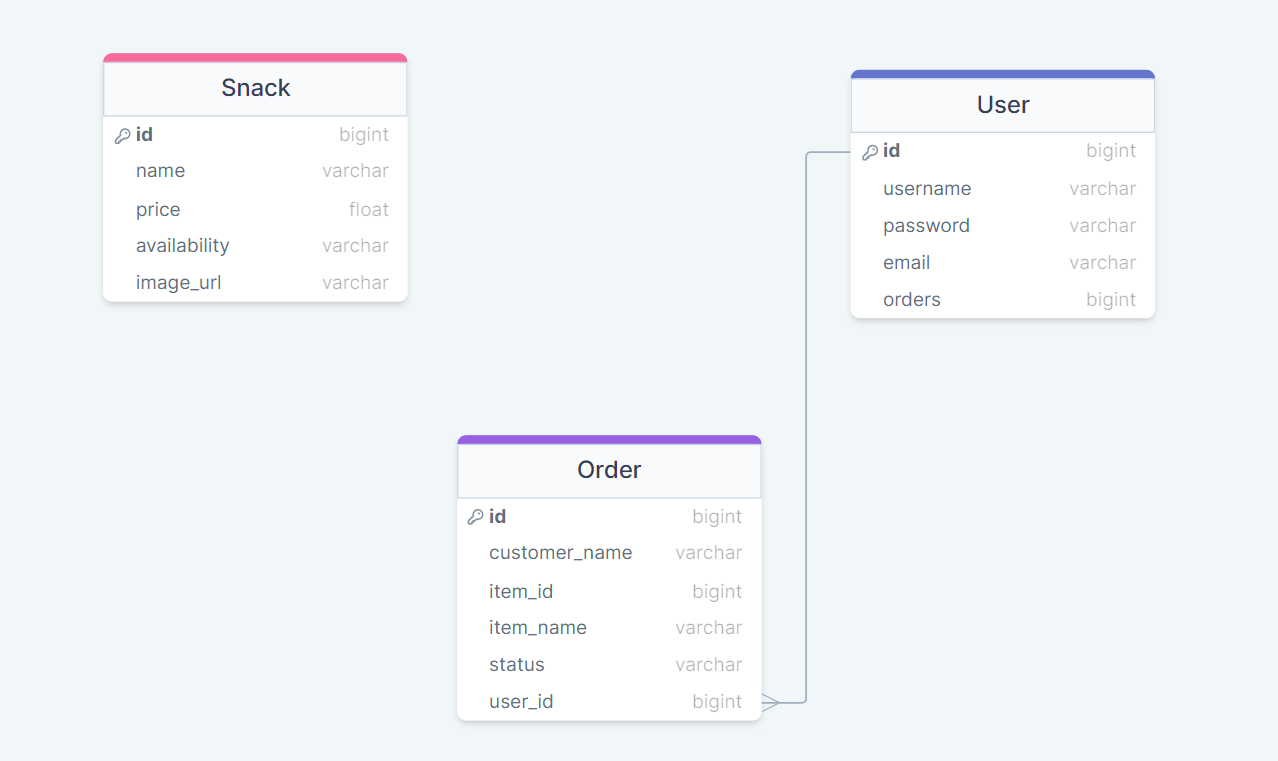 Snack
id bigint
name varchar
price float
availability varchar
image_url varchar
User
id bigint
username varchar
password varchar
email varchar
orders bigint
Order
id bigint
customer_name varchar
item_id bigint
item_name varchar
status varchar
user_id bigint